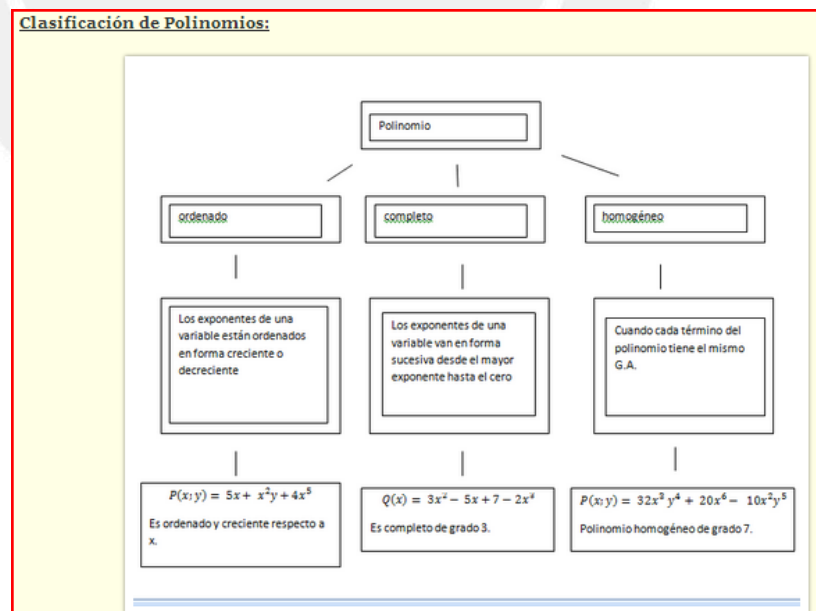 Clasificación de Polinomios:
Polinomio
ordenado
completo
homogéneo
Los exponentes de una
variable están ordenados
en forma creciente o
decreciente
Los exponentes de una
variable van en forma
sucesiva desde el mayor
exponente hasta el cero
Cuando cada término del
polinomio tiene el mismo
G.A.
P(x; y) = 5x + x²y + 4x⁵
Es ordenado y creciente respecto a
x.
Q(x) = 3x² − 5x + 7 − 2x³
Es completo de grado 3.
P(x; y) = 32x³ y⁴ + 20x⁶ − 10x²y⁵
Polinomio homogéneo de grado 7.